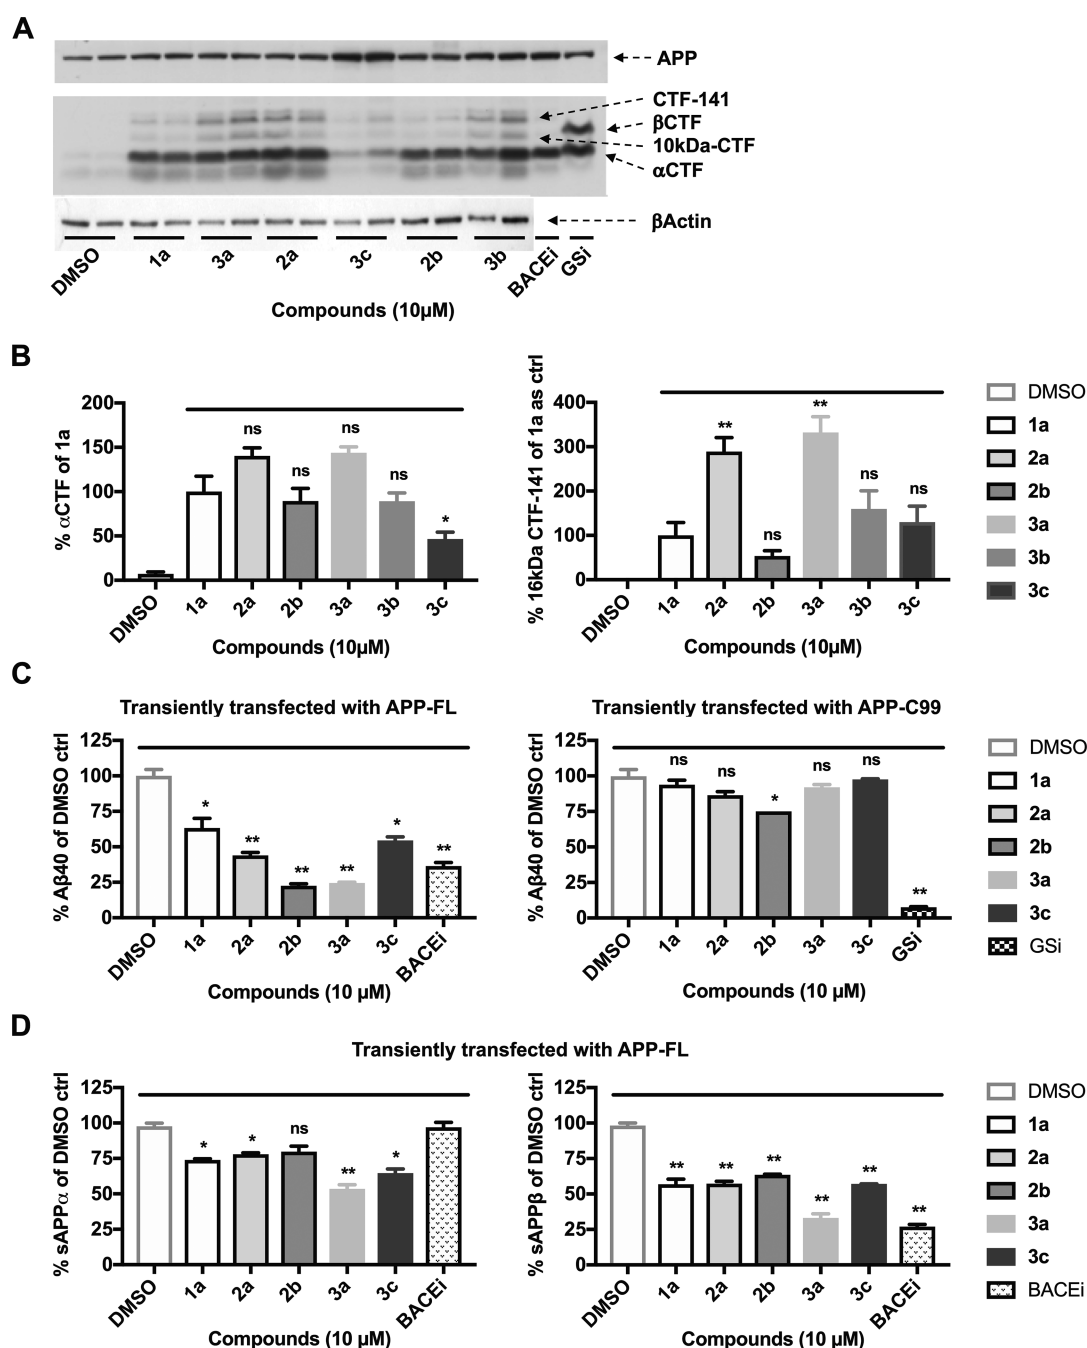 A
APP
CTF-141
βCTF
10kDa-CTF
αCTF
βActin
DMSO 1a 3a 2a 3c 2b 3b BACEi GSi
Compounds (10μM)
B
% αCTF of 1a
200
150
100
50
0
ns ns ns ns *
DMSO 1a 2a 2b 3a 3b 3c
Compounds (10μM)
% 16kDa CTF-141 of 1a as ctrl
400
300
200
100
0
** ns ** ns ns
DMSO 1a 2a 2b 3a 3b 3c
Compounds (10μM)
DMSO
1a
2a
2b
3a
3b
3c
C
Transiently transfected with APP-FL
% Aβ40 of DMSO ctrl
125
100
75
50
25
0
* ** ** ** * **
DMSO 1a 2a 2b 3a 3c BACEi
Compounds (10 μM)
Transiently transfected with APP-C99
% Aβ40 of DMSO ctrl
125
100
75
50
25
0
ns ns * ns ns **
DMSO 1a 2a 2b 3a 3c GSi
Compounds (10 μM)
DMSO
1a
2a
2b
3a
3c
GSi
D
Transiently transfected with APP-FL
% sAPPα of DMSO ctrl
125
100
75
50
25
0
* * ns ** *
DMSO 1a 2a 2b 3a 3c BACEi
Compounds (10 μM)
% sAPPβ of DMSO ctrl
125
100
75
50
25
0
** ** ** ** ** **
DMSO 1a 2a 2b 3a 3c BACEi
Compounds (10 μM)
DMSO
1a
2a
2b
3a
3c
BACEi